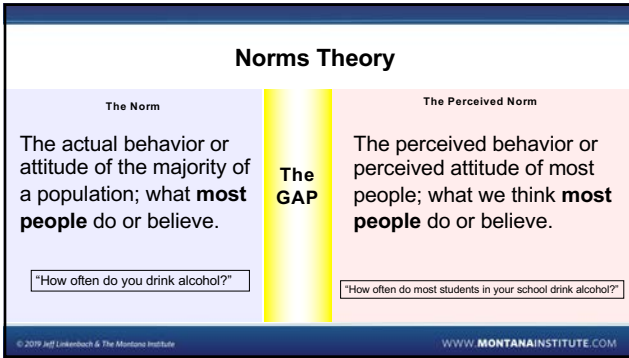 Norms Theory
The Norm
The actual behavior or
attitude of the majority of
a population; what most
people do or believe.
"How often do you drink alcohol?"
The
GAP
The Perceived Norm
The perceived behavior or
perceived attitude of most
people; what we think most
people do or believe.
"How often do most students in your school drink alcohol?"
© 2019 Jeff Linkenbach & The Montana Institute
WWW.MONTANAINSTITUTE.COM